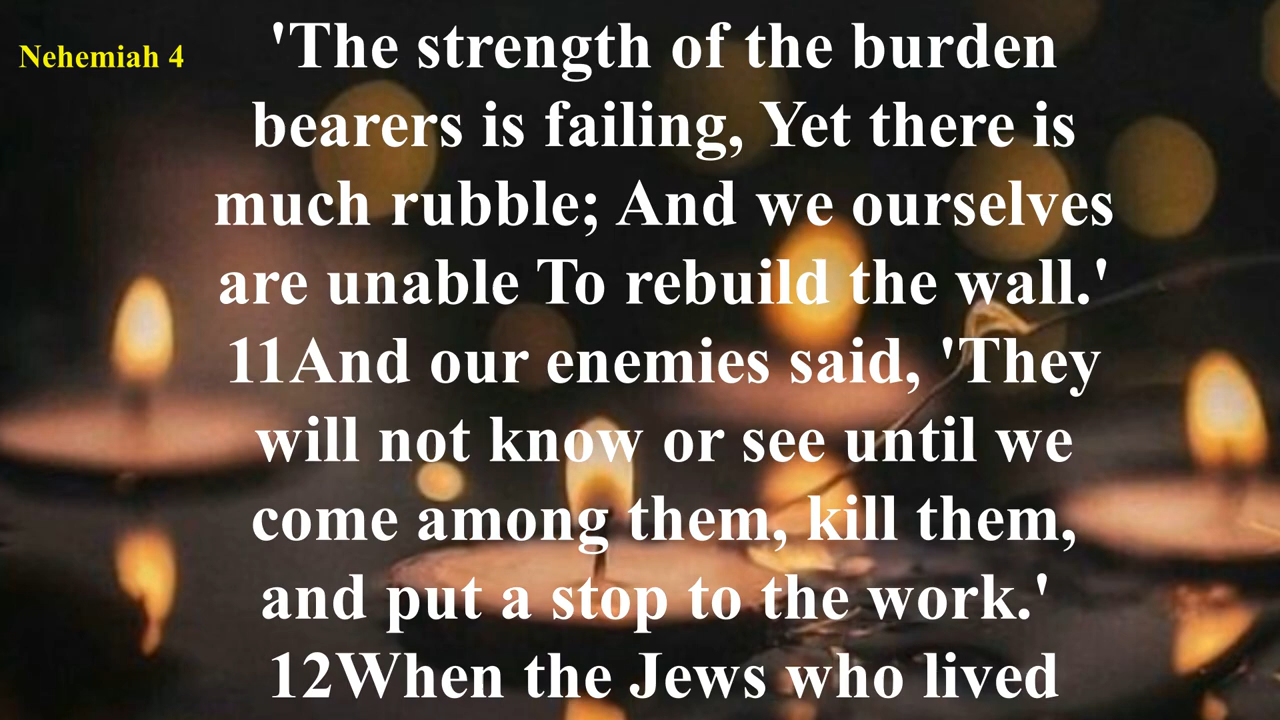 Nehemiah 4
'The strength of the burden
bearers is failing, Yet there is
much rubble; And we ourselves
are unable To rebuild the wall.'
11And our enemies said, 'They
will not know or see until we
come among them, kill them,
and put a stop to the work.'
12When the Jews who lived